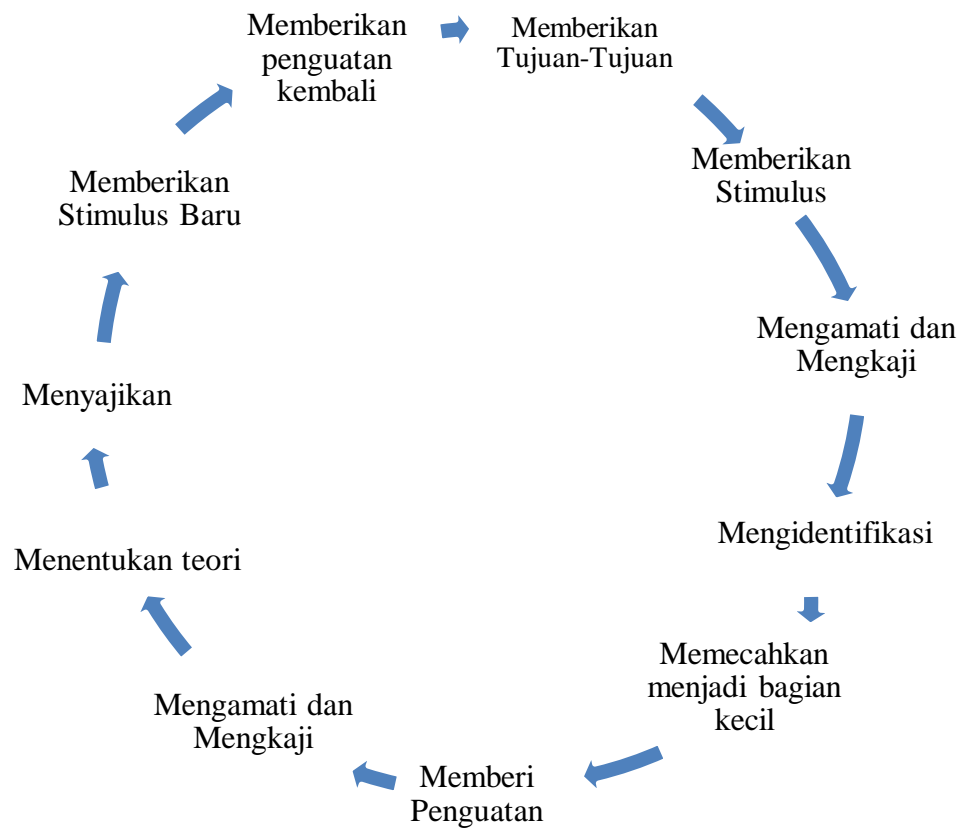 Memberikan
penguatan
kembali
Memberikan
Tujuan-Tujuan
Memberikan
Stimulus
Mengamati dan
Mengkaji
Mengidentifikasi
Memecahkan
menjadi bagian
kecil
Memberi
Penguatan
Mengamati dan
Mengkaji
Menentukan teori
Menyajikan
Memberikan
Stimulus Baru